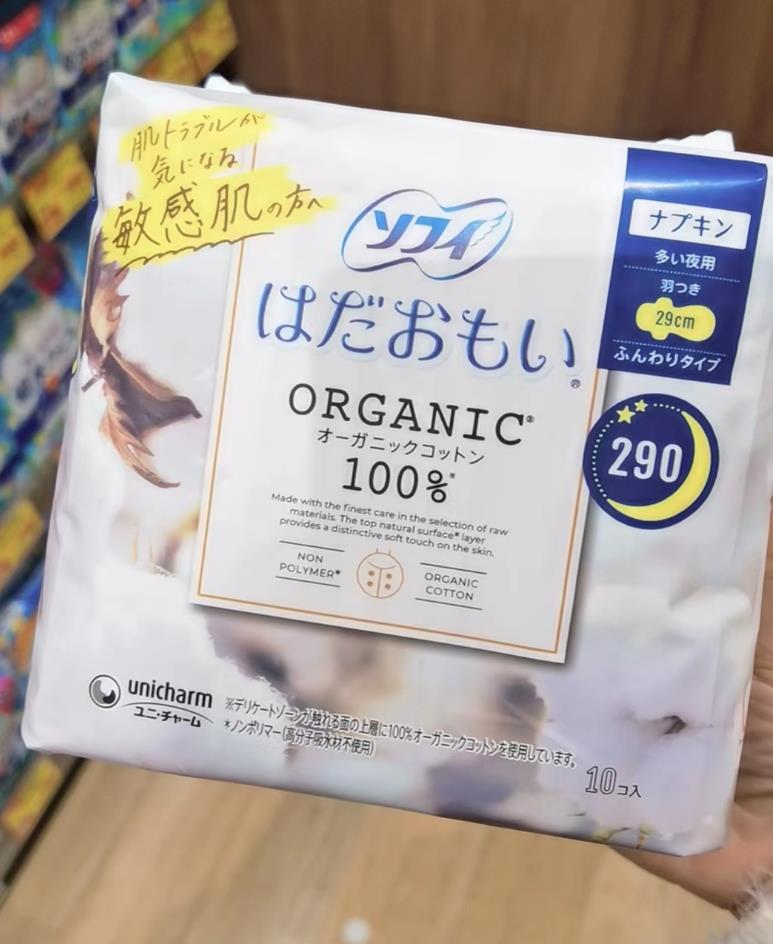 肌トラブルが
気になる
敏感肌の方へ
ソフィ
はだおもい®
ORGANIC※
オーガニックコットン
100%※
Made with the finest care in the selection of raw
materials. The top natural surface※ layer
provides a distinctive soft touch on the skin.
NON
POLYMER*
ORGANIC
COTTON
ナプキン
多い夜用
羽つき
29cm
ふんわりタイプ
290
unicharm
ユニ・チャーム
※デリケートゾーンが触れる面の上層に100%オーガニックコットンを使用しています。
*ノンポリマー(高分子吸水材不使用)
10コ入